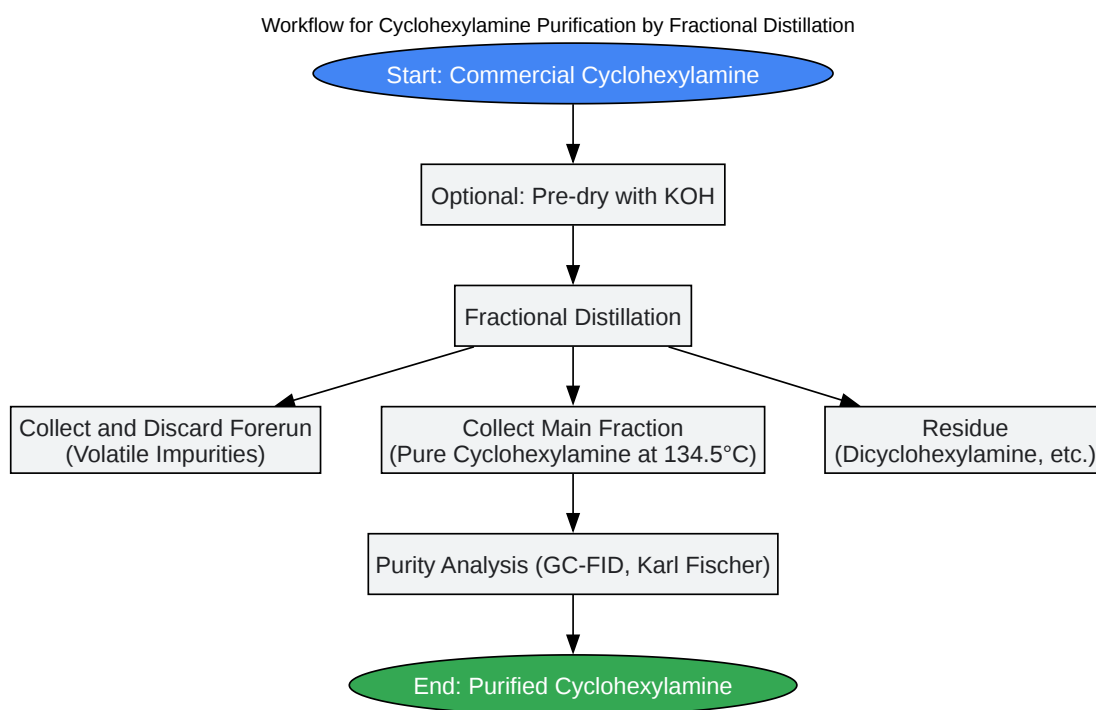 Workflow for Cyclohexylamine Purification by Fractional Distillation
Start: Commercial Cyclohexylamine
Optional: Pre-dry with KOH
Fractional Distillation
Collect and Discard Forerun
(Volatile Impurities)
Collect Main Fraction
(Pure Cyclohexylamine at 134.5°C)
Residue
(Dicyclohexylamine, etc.)
Purity Analysis (GC-FID, Karl Fischer)
End: Purified Cyclohexylamine